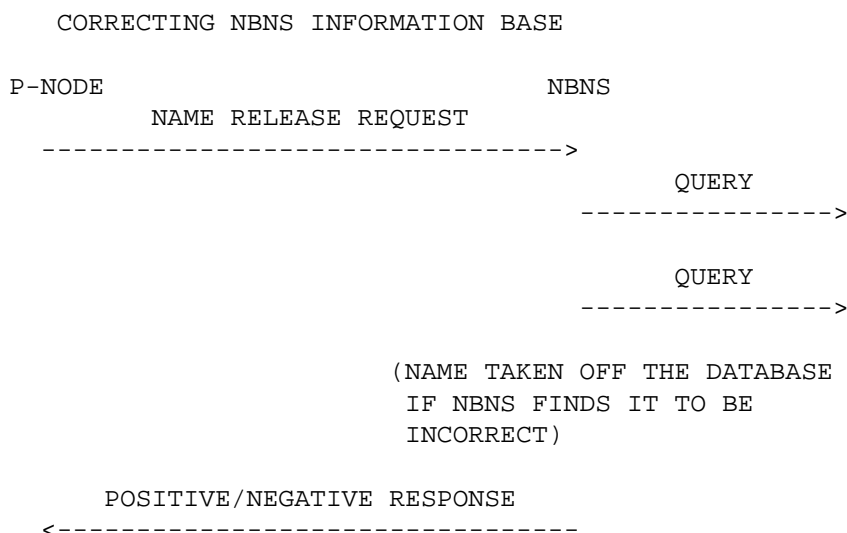 CORRECTING NBNS INFORMATION BASE
P-NODE NBNS
NAME RELEASE REQUEST
--------------------------------->
QUERY
---------------->
QUERY
---------------->
(NAME TAKEN OFF THE DATABASE
IF NBNS FINDS IT TO BE
INCORRECT)
POSITIVE/NEGATIVE RESPONSE
<---------------------------------